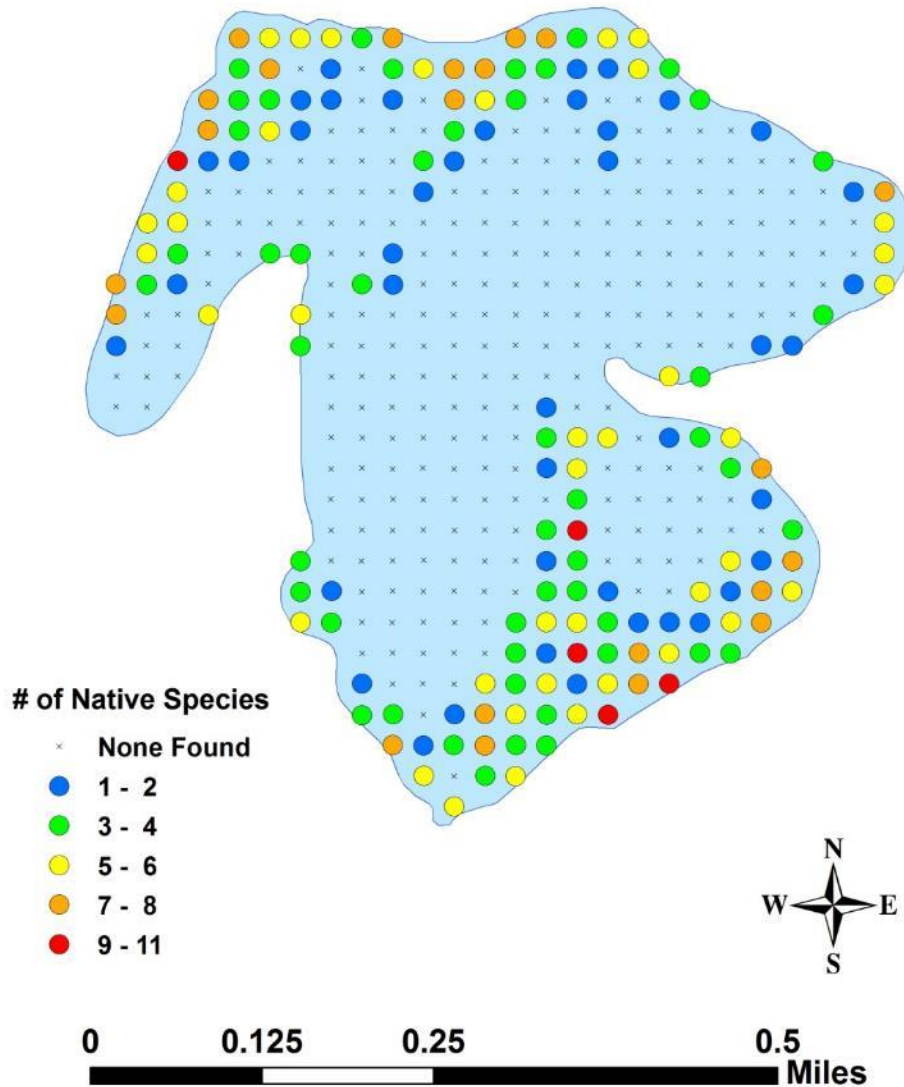 # of Native Species
× None Found
1 - 2
3 - 4
5 - 6
7 - 8
9 - 11
N
W E
S
0 0.125 0.25 0.5
Miles